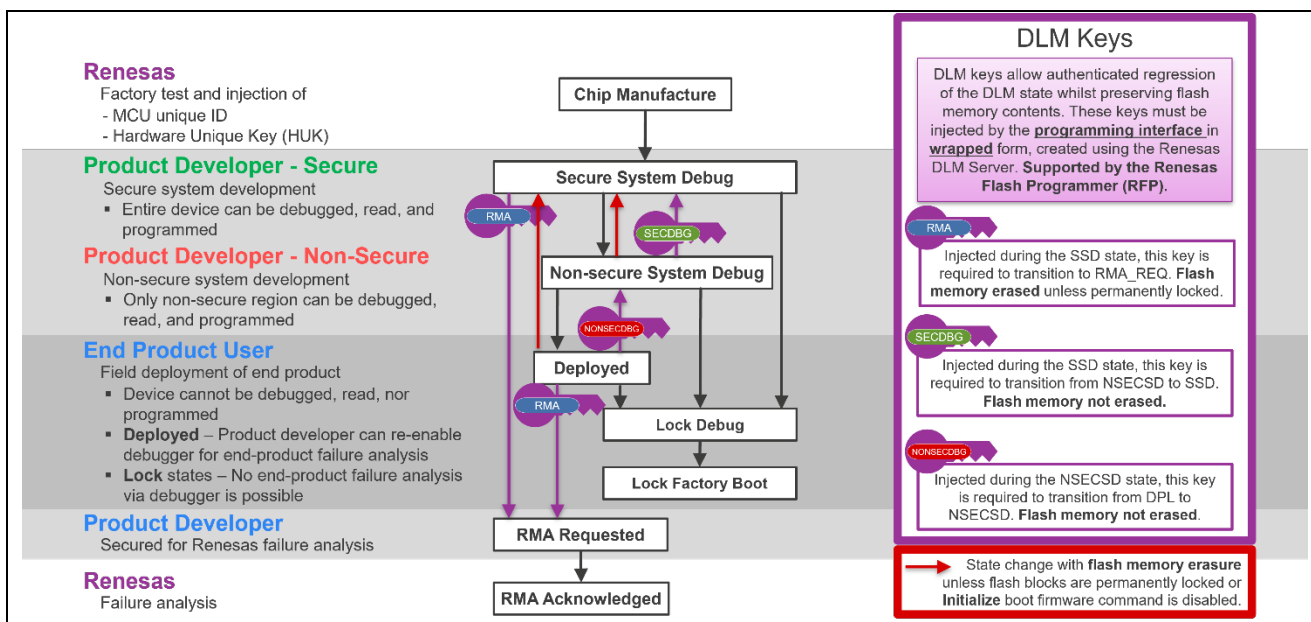 Renesas
Factory test and injection of
- MCU unique ID
- Hardware Unique Key (HUK)
Product Developer - Secure
Secure system development
▪ Entire device can be debugged, read, and
programmed
Product Developer - Non-Secure
Non-secure system development
▪ Only non-secure region can be debugged,
read, and programmed
End Product User
Field deployment of end product
▪ Device cannot be debugged, read, nor
programmed
▪ Deployed – Product developer can re-enable
debugger for end-product failure analysis
▪ Lock states – No end-product failure analysis
via debugger is possible
Product Developer
Secured for Renesas failure analysis
Renesas
Failure analysis
Chip Manufacture
Secure System Debug
RMA
SECDBG
Non-secure System Debug
NONSECDBG
Deployed
RMA
Lock Debug
Lock Factory Boot
RMA Requested
RMA Acknowledged
DLM Keys
DLM keys allow authenticated regression
of the DLM state whilst preserving flash
memory contents. These keys must be
injected by the programming interface in
wrapped form, created using the Renesas
DLM Server. Supported by the Renesas
Flash Programmer (RFP).
RMA
Injected during the SSD state, this key is
required to transition to RMA_REQ. Flash
memory erased unless permanently locked.
SECDBG
Injected during the SSD state, this key is
required to transition from NSECSD to SSD.
Flash memory not erased.
NONSECDBG
Injected during the NSECSD state, this key
is required to transition from DPL to
NSECSD. Flash memory not erased.
State change with flash memory erasure
unless flash blocks are permanently locked or
Initialize boot firmware command is disabled.